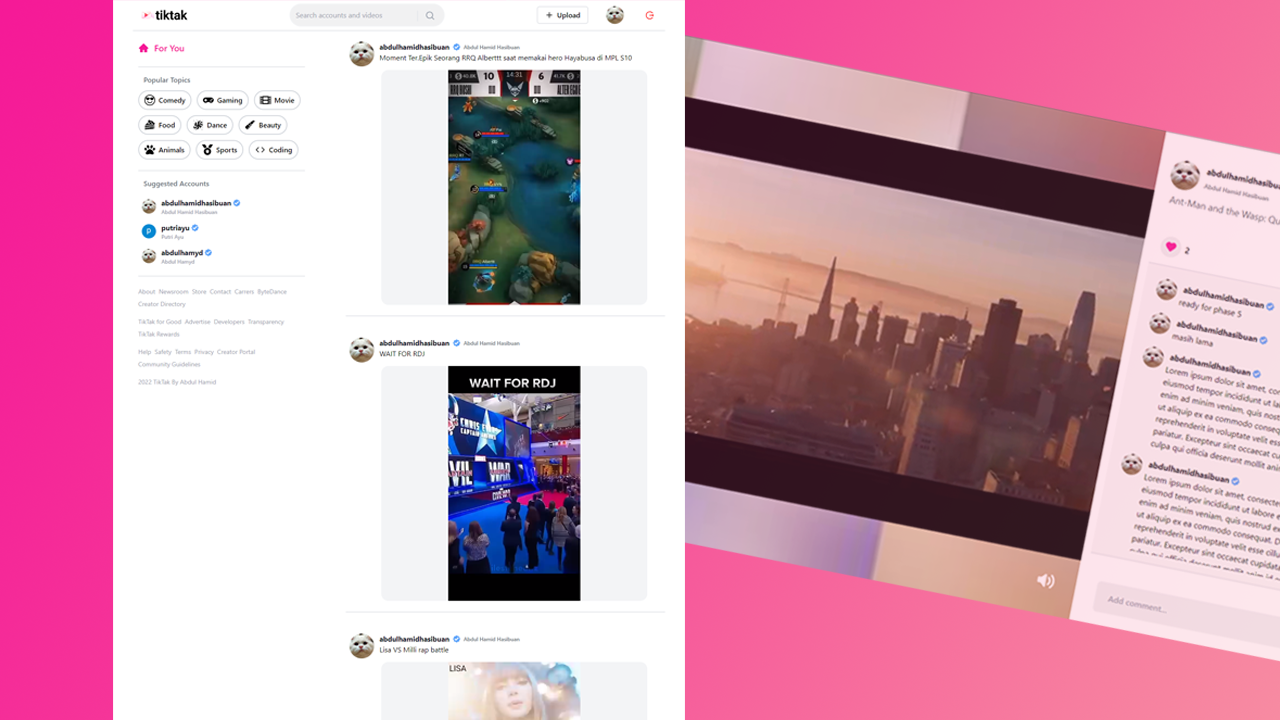 tiktak
Search accounts and videos
+ Upload
For You
Popular Topics
Comedy
Gaming
Movie
Food
Dance
Beauty
Animals
Sports
Coding
Suggested Accounts
abdulhamidhasibuan
Abdul Hamid Hasibuan
P
putriayu
Putri Ayu
abdulhamyd
Abdul Hamyd
About Newsroom Store Contact Carrers ByteDance
Creator Directory
TikTak for Good Advertise Developers Transparency
TikTak Rewards
Help Safety Terms Privacy Creator Portal
Community Guidelines
2022 TikTak By Abdul Hamid
abdulhamidhasibuan Abdul Hamid Hasibuan
Moment Ter.Epik Seorang RRQ Alberttt saat memakai hero Hayabusa di MPL S10
10 14:31 6
abdulhamidhasibuan Abdul Hamid Hasibuan
WAIT FOR RDJ
WAIT FOR RDJ
CHRIS EVANS
CAPTAIN AMERICA
WAR
abdulhamidhasibuan Abdul Hamid Hasibuan
Lisa VS Milli rap battle
LISA
abdulhamidhasibua
Abdul Hamid Hasibuan
Ant-Man and the Wasp: Qu
2
abdulhamidhasibuan
ready for phase 5
abdulhamidhasibuan
masih lama
abdulhamidhasibuan
Lorem ipsum dolor sit amet, con
eiusmod tempor incididunt ut labor
enim ad minim veniam, quis nostr
ut aliquip ex ea commodo conseq
reprehenderit in voluptate velit ess
pariatur. Excepteur sint occaecat cu
culpa qui officia deserunt mollit anim
abdulhamidhasibuan
Lorem ipsum dolor sit amet, consecte
eiusmod tempor incididunt ut labore e
enim ad minim veniam, quis nostrud ex
ut aliquip ex ea commodo consequat. D
reprehenderit in voluptate velit esse cillu
pariatur. Excepteur sint occaecat cupidata
culpa qui officia deserunt mollit anim id e
Add comment...